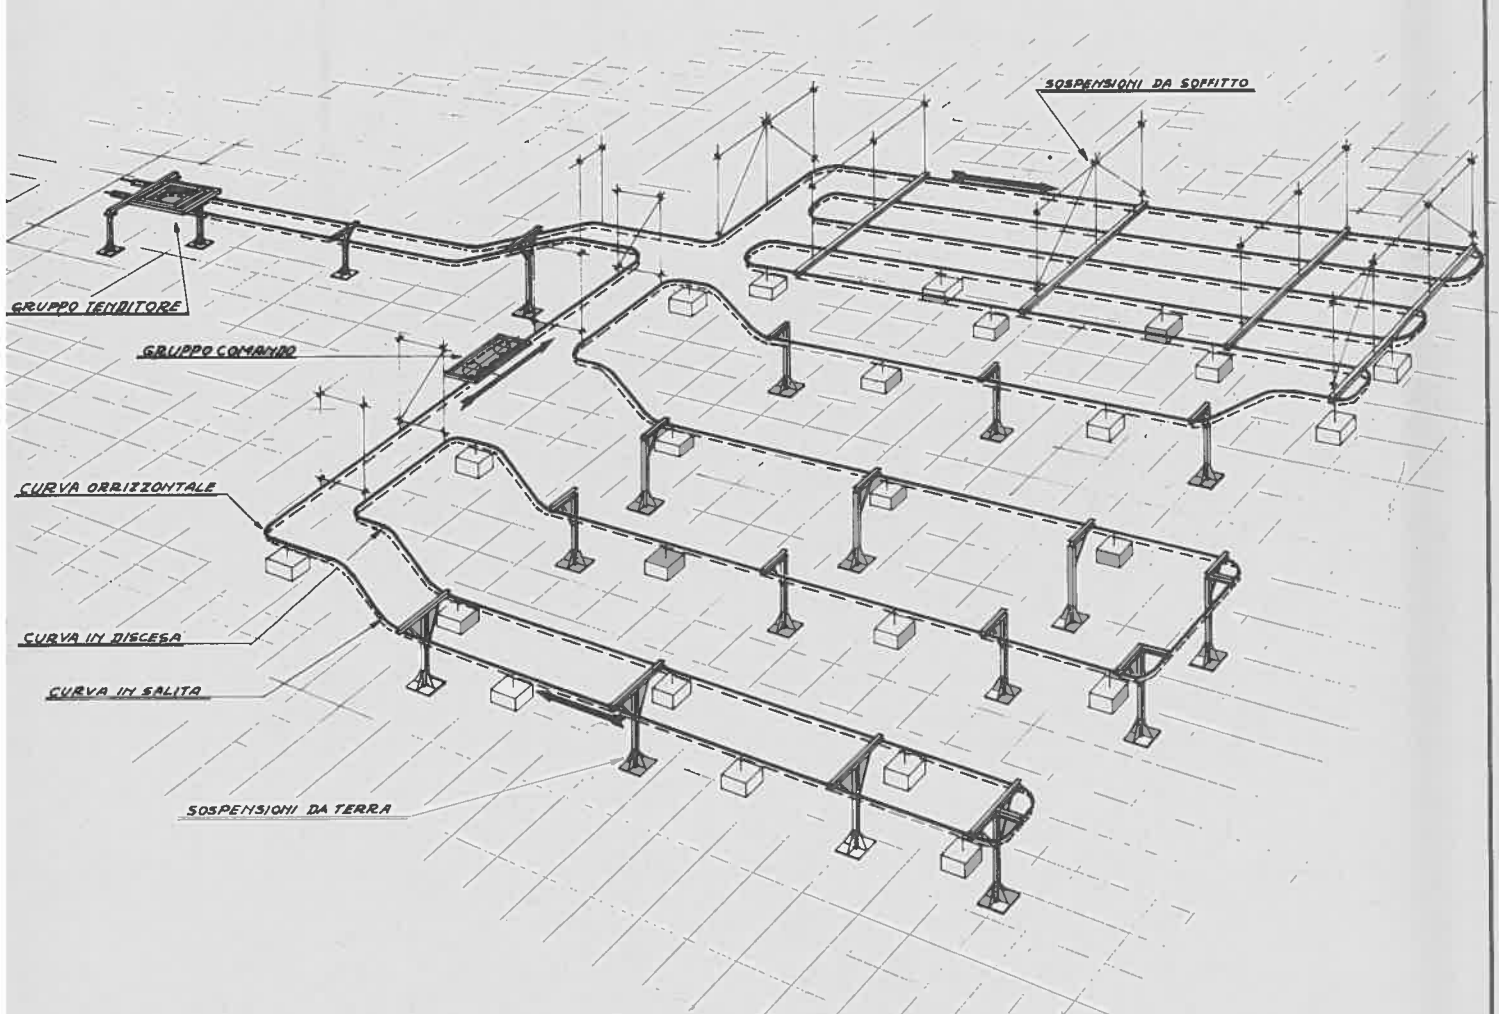 SOSPENSIONI DA SOFFITTO
GRUPPO TENDITORE
GRUPPO COMANDO
CURVA ORRIZZONTALE
CURVA IN DISCESA
CURVA IN SALITA
SOSPENSIONI DA TERRA